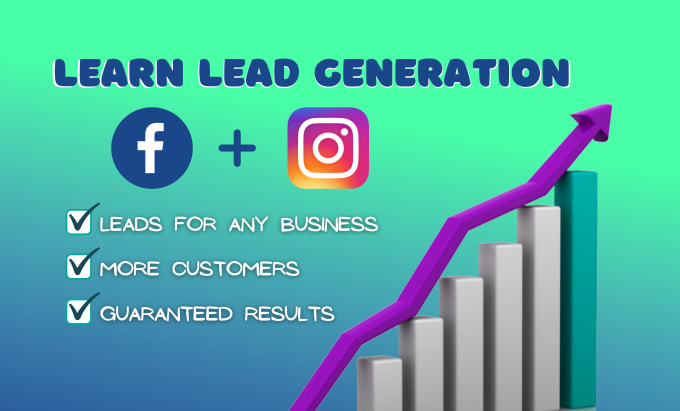 LEARN LEAD GENERATION
f +
LEADS FOR ANY BUSINESS
MORE CUSTOMERS
GUARANTEED RESULTS